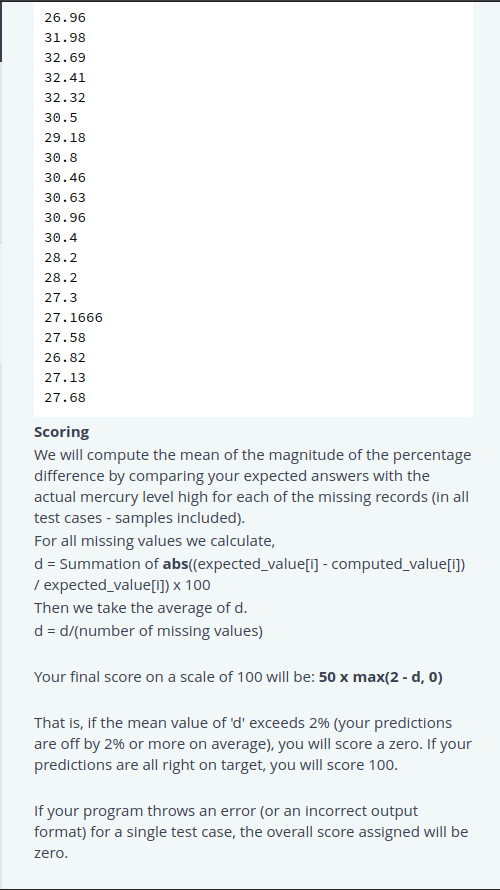 26.96
31.98
32.69
32.41
32.32
30.5
29.18
30.8
30.46
30.63
30.96
30.4
28.2
28.2
27.3
27.1666
27.58
26.82
27.13
27.68
Scoring
We will compute the mean of the magnitude of the percentage
difference by comparing your expected answers with the
actual mercury level high for each of the missing records (in all
test cases - samples included).
For all missing values we calculate,
d = Summation of abs((expected_value[i] - computed_value[i])
/ expected_value[i]) x 100
Then we take the average of d.
d = d/(number of missing values)
Your final score on a scale of 100 will be: 50 x max(2 - d, 0)
That is, if the mean value of 'd' exceeds 2% (your predictions
are off by 2% or more on average), you will score a zero. If your
predictions are all right on target, you will score 100.
If your program throws an error (or an incorrect output
format) for a single test case, the overall score assigned will be
zero.